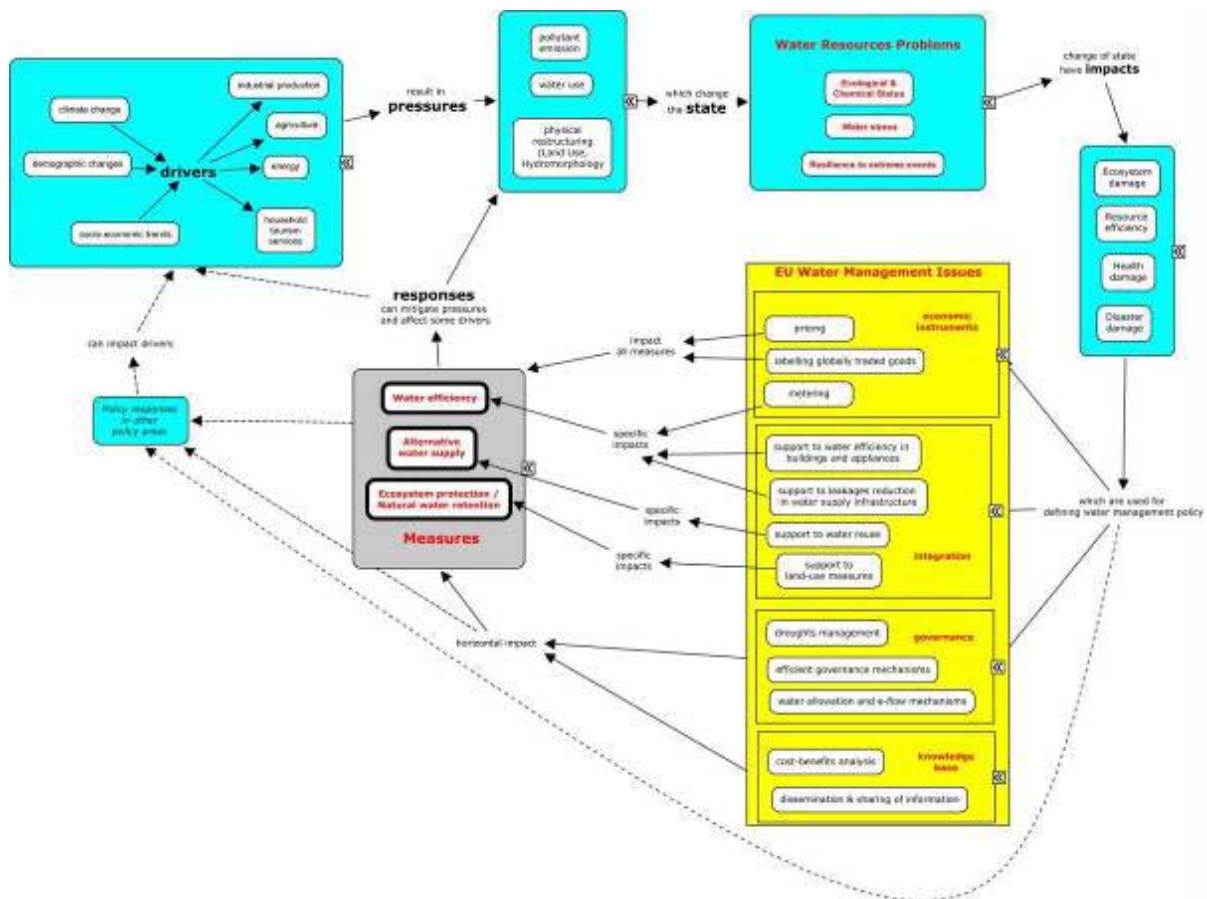 climate change
demographic changes
socio-economic trends
drivers
industrial production
agriculture
energy
household
tourism
services
result in
pressures
pollutant
emission
water use
physical
restructuring
(Land Use,
Hydromorphology
which change
the state
Water Resources Problems
Ecological &
Chemical Status
Water stress
Resilience to extreme events
change of state
have impacts
Ecosystem
damage
Resource
efficiency
Health
damage
Disaster
damage
which are used for
defining water management policy
EU Water Management Issues
economic
instruments
pricing
labelling globally traded goods
metering
support to water efficiency in
buildings and appliances
support to leakages reduction
in water supply infrastructure
support to water reuse
support to
land-use measures
integration
droughts management
governance
efficient governance mechanisms
water allovation and e-flow mechanisms
cost-benefits analysis
knowledge
base
dissemination & sharing of information
impact
all measures
specific
impacts
specific
impacts
specific
impacts
horizontal impact
Water efficiency
Alternative
water supply
Ecosystem protection /
Natural water retention
Measures
responses
can mitigate pressures
and affect some drivers
can impact drivers
Policy responses
in other
policy areas